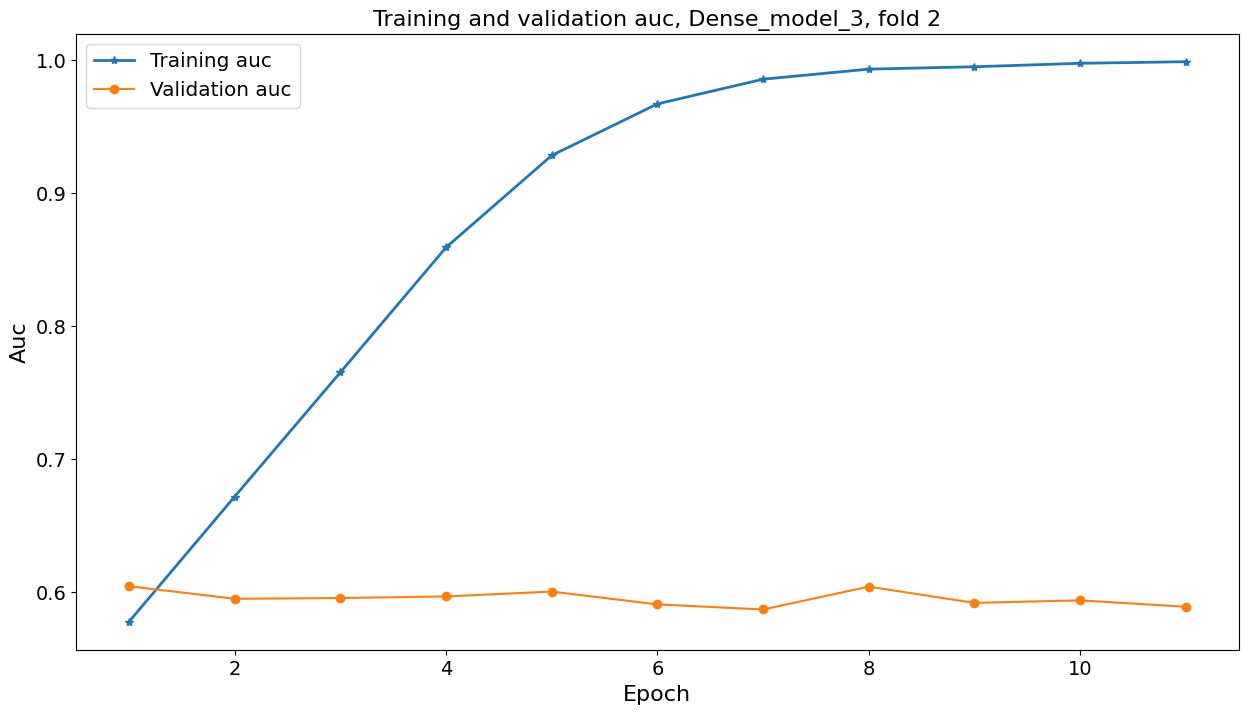 Training and validation auc, Dense_model_3, fold 2
Training auc
Validation auc
1.0
0.9
0.8
0.7
0.6
Auc
2 4 6 8 10
Epoch